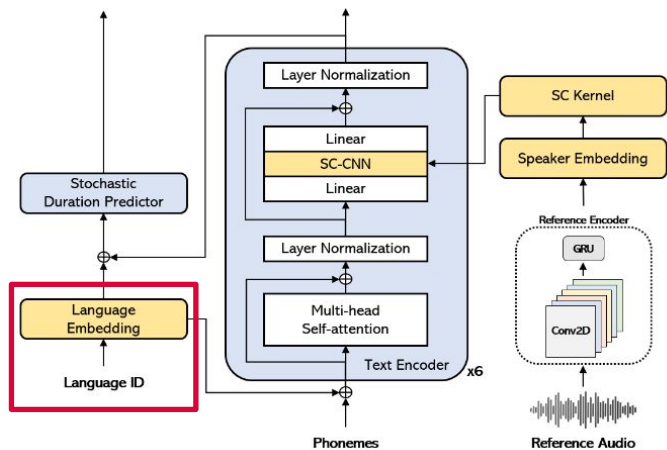 Layer Normalization
Linear
SC-CNN
Linear
Layer Normalization
Multi-head
Self-attention
Text Encoder
x6
SC Kernel
Speaker Embedding
Reference Encoder
GRU
Conv2D
Reference Audio
Stochastic
Duration Predictor
Language
Embedding
Language ID
Phonemes